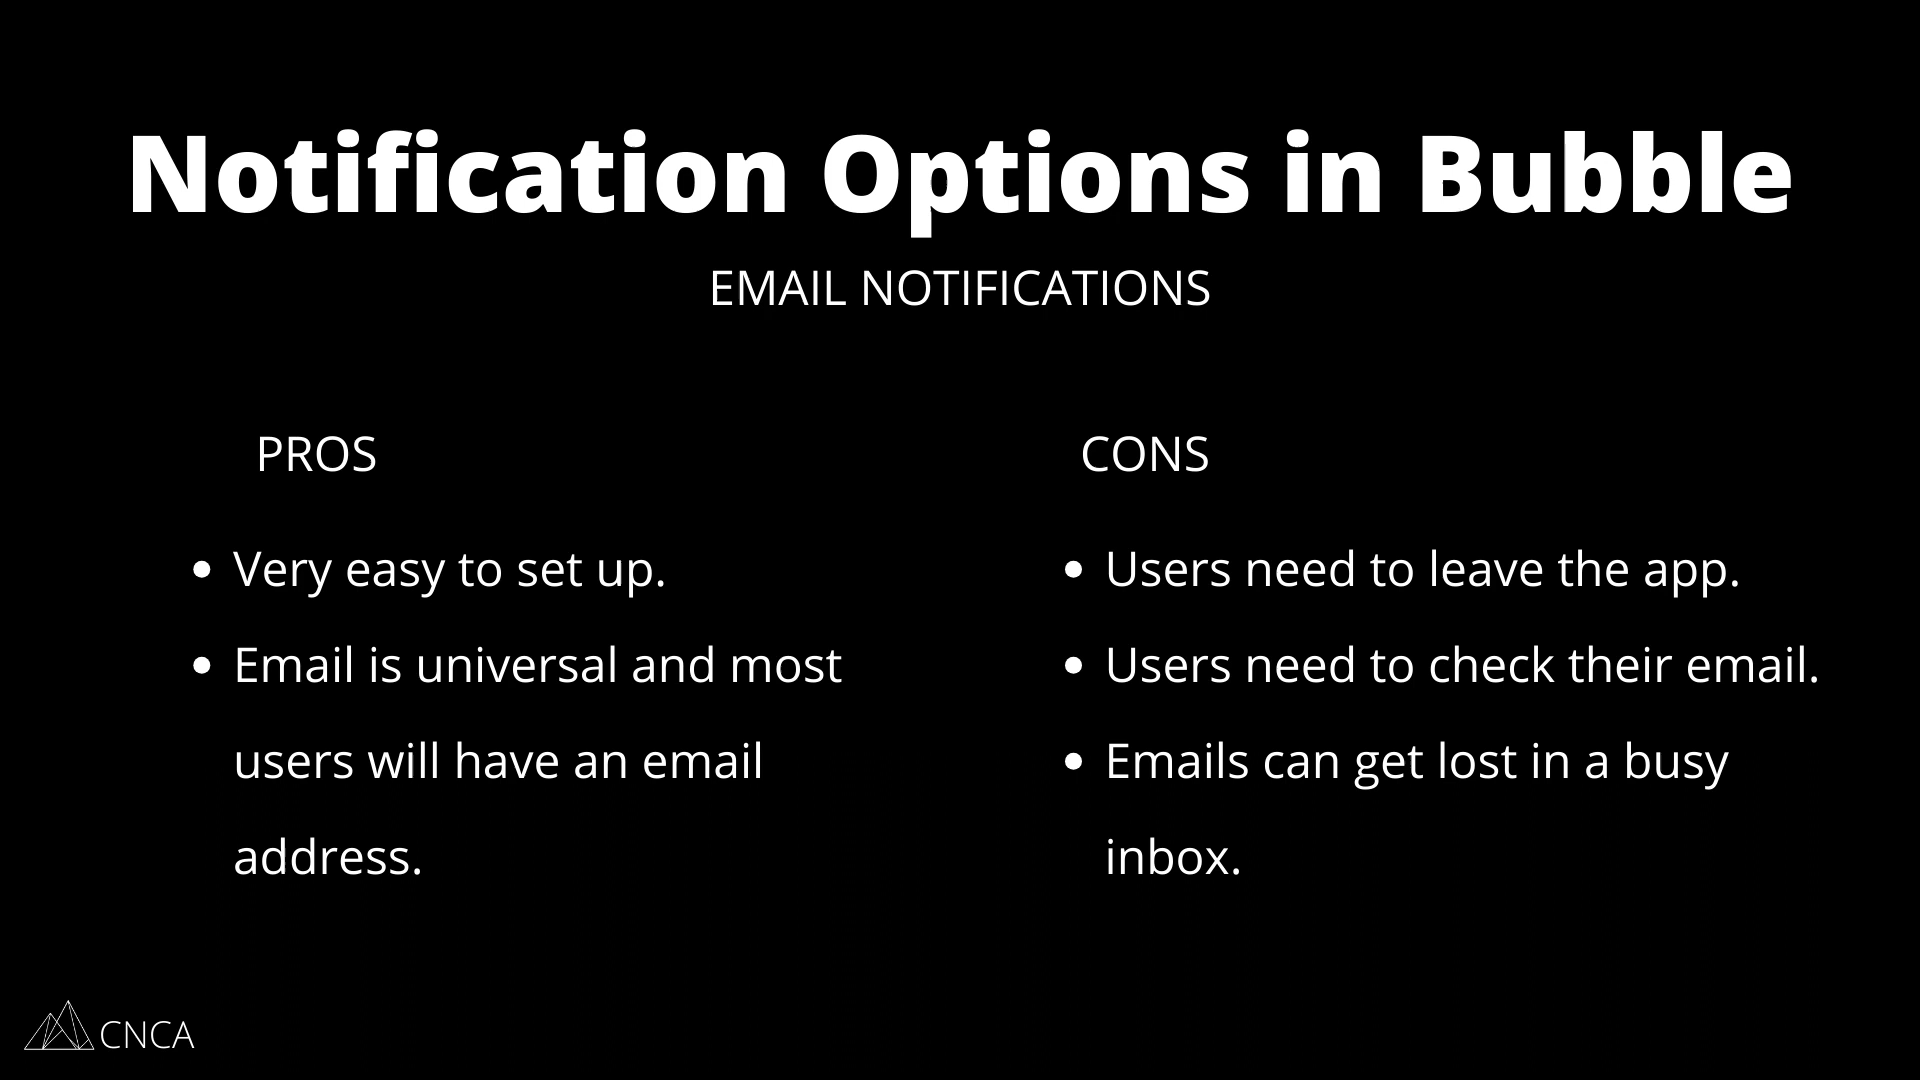 Notification Options in Bubble
EMAIL NOTIFICATIONS
PROS
• Very easy to set up.
• Email is universal and most
users will have an email
address.
CONS
• Users need to leave the app.
• Users need to check their email.
• Emails can get lost in a busy
inbox.
CNCA